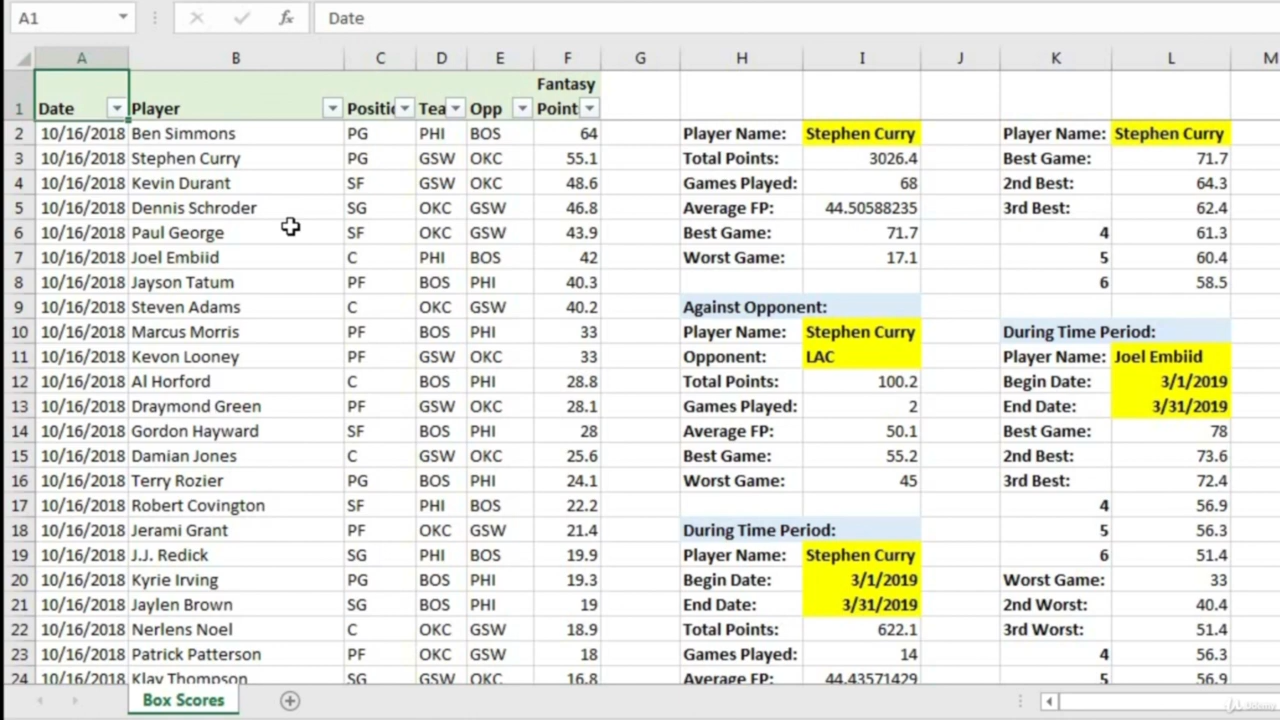 A1 fx Date
A B C D E F G H I J K L M
Fantasy
1 Date Player Positi Tea Opp Point
2 10/16/2018 Ben Simmons PG PHI BOS 64 Player Name: Stephen Curry Player Name: Stephen Curry
3 10/16/2018 Stephen Curry PG GSW OKC 55.1 Total Points: 3026.4 Best Game: 71.7
4 10/16/2018 Kevin Durant SF GSW OKC 48.6 Games Played: 68 2nd Best: 64.3
5 10/16/2018 Dennis Schroder SG OKC GSW 46.8 Average FP: 44.50588235 3rd Best: 62.4
6 10/16/2018 Paul George SF OKC GSW 43.9 Best Game: 71.7 4 61.3
7 10/16/2018 Joel Embiid C PHI BOS 42 Worst Game: 17.1 5 60.4
8 10/16/2018 Jayson Tatum PF BOS PHI 40.3 6 58.5
9 10/16/2018 Steven Adams C OKC GSW 40.2 Against Opponent:
10 10/16/2018 Marcus Morris PF BOS PHI 33 Player Name: Stephen Curry During Time Period:
11 10/16/2018 Kevon Looney PF GSW OKC 33 Opponent: LAC Player Name: Joel Embiid
12 10/16/2018 Al Horford C BOS PHI 28.8 Total Points: 100.2 Begin Date: 3/1/2019
13 10/16/2018 Draymond Green PF GSW OKC 28.1 Games Played: 2 End Date: 3/31/2019
14 10/16/2018 Gordon Hayward SF BOS PHI 28 Average FP: 50.1 Best Game: 78
15 10/16/2018 Damian Jones C GSW OKC 25.6 Best Game: 55.2 2nd Best: 73.6
16 10/16/2018 Terry Rozier PG BOS PHI 24.1 Worst Game: 45 3rd Best: 72.4
17 10/16/2018 Robert Covington SF PHI BOS 22.2 4 56.9
18 10/16/2018 Jerami Grant PF OKC GSW 21.4 During Time Period: 5 56.3
19 10/16/2018 J.J. Redick SG PHI BOS 19.9 Player Name: Stephen Curry 6 51.4
20 10/16/2018 Kyrie Irving PG BOS PHI 19.3 Begin Date: 3/1/2019 Worst Game: 33
21 10/16/2018 Jaylen Brown SG BOS PHI 19 End Date: 3/31/2019 2nd Worst: 40.4
22 10/16/2018 Nerlens Noel C OKC GSW 18.9 Total Points: 622.1 3rd Worst: 51.4
23 10/16/2018 Patrick Patterson PF OKC GSW 18 Games Played: 14 4 56.3
24 10/16/2018 Klay Thompson SG GSW OKC 16.8 Average FP: 44.43571429 5 56.9
Box Scores
Udemy